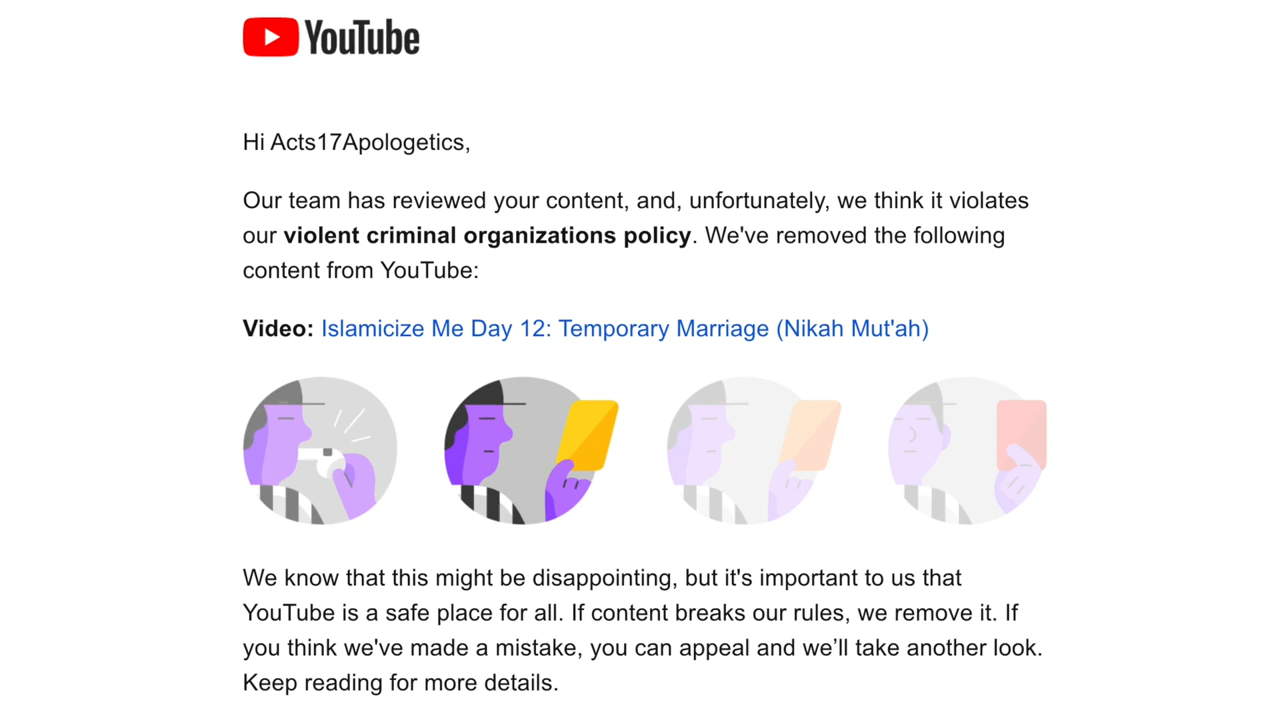 YouTube
Hi Acts17Apologetics,
Our team has reviewed your content, and, unfortunately, we think it violates
our violent criminal organizations policy. We've removed the following
content from YouTube:
Video: Islamicize Me Day 12: Temporary Marriage (Nikah Mut'ah)
We know that this might be disappointing, but it's important to us that
YouTube is a safe place for all. If content breaks our rules, we remove it. If
you think we've made a mistake, you can appeal and we’ll take another look.
Keep reading for more details.